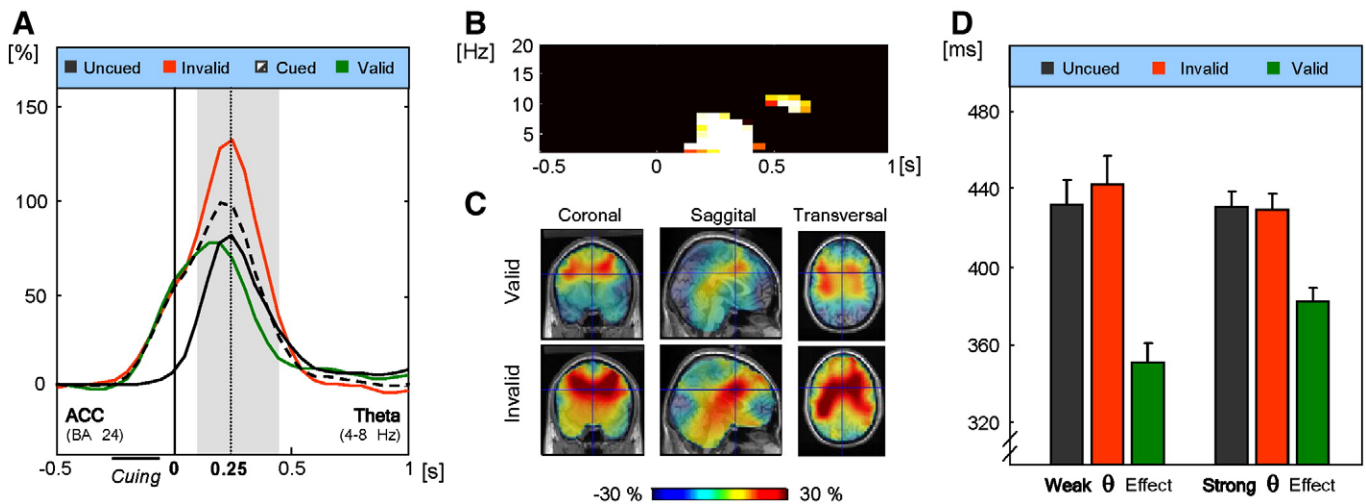 A
[%]
Uncued Invalid Cued Valid
150
100
50
0
ACC
(BA 24)
Theta
(4-8 Hz)
-0.5 0 0.25 0.5 1 [s]
Cuing
B
[Hz]
20
15
10
5
-0.5 0 0.5 1 [s]
C
Coronal Saggital Transversal
Valid
Invalid
-30 % 30 %
D
[ms]
Uncued Invalid Valid
480
440
400
360
320
Weak θ Effect Strong θ Effect